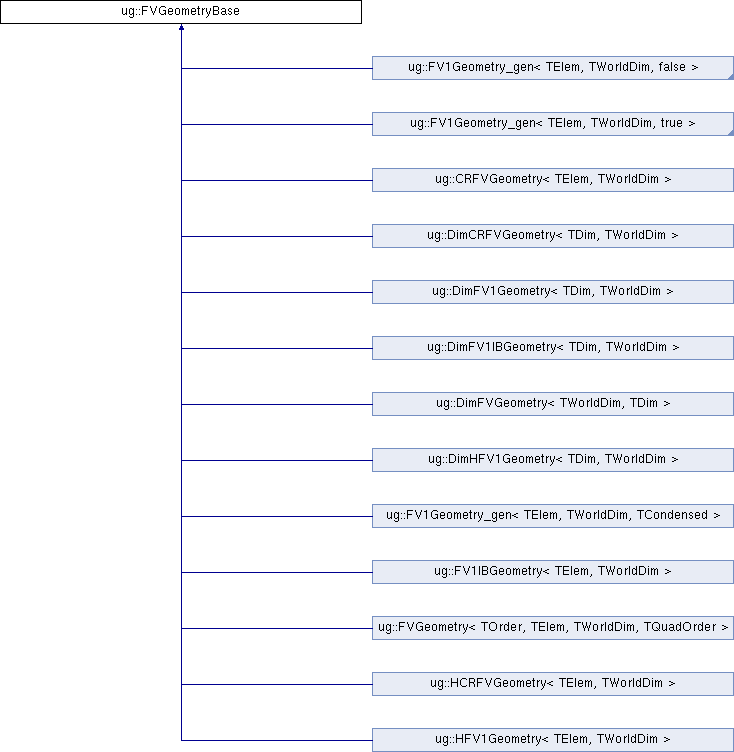 ug::FVGeometryBase
ug::FV1Geometry_gen< TElem, TWorldDim, false >
ug::FV1Geometry_gen< TElem, TWorldDim, true >
ug::CRFVGeometry< TElem, TWorldDim >
ug::DimCRFVGeometry< TDim, TWorldDim >
ug::DimFV1Geometry< TDim, TWorldDim >
ug::DimFV1IBGeometry< TDim, TWorldDim >
ug::DimFVGeometry< TWorldDim, TDim >
ug::DimHFV1Geometry< TDim, TWorldDim >
ug::FV1Geometry_gen< TElem, TWorldDim, TCondensed >
ug::FV1IBGeometry< TElem, TWorldDim >
ug::FVGeometry< TOrder, TElem, TWorldDim, TQuadOrder >
ug::HCRFVGeometry< TElem, TWorldDim >
ug::HFV1Geometry< TElem, TWorldDim >